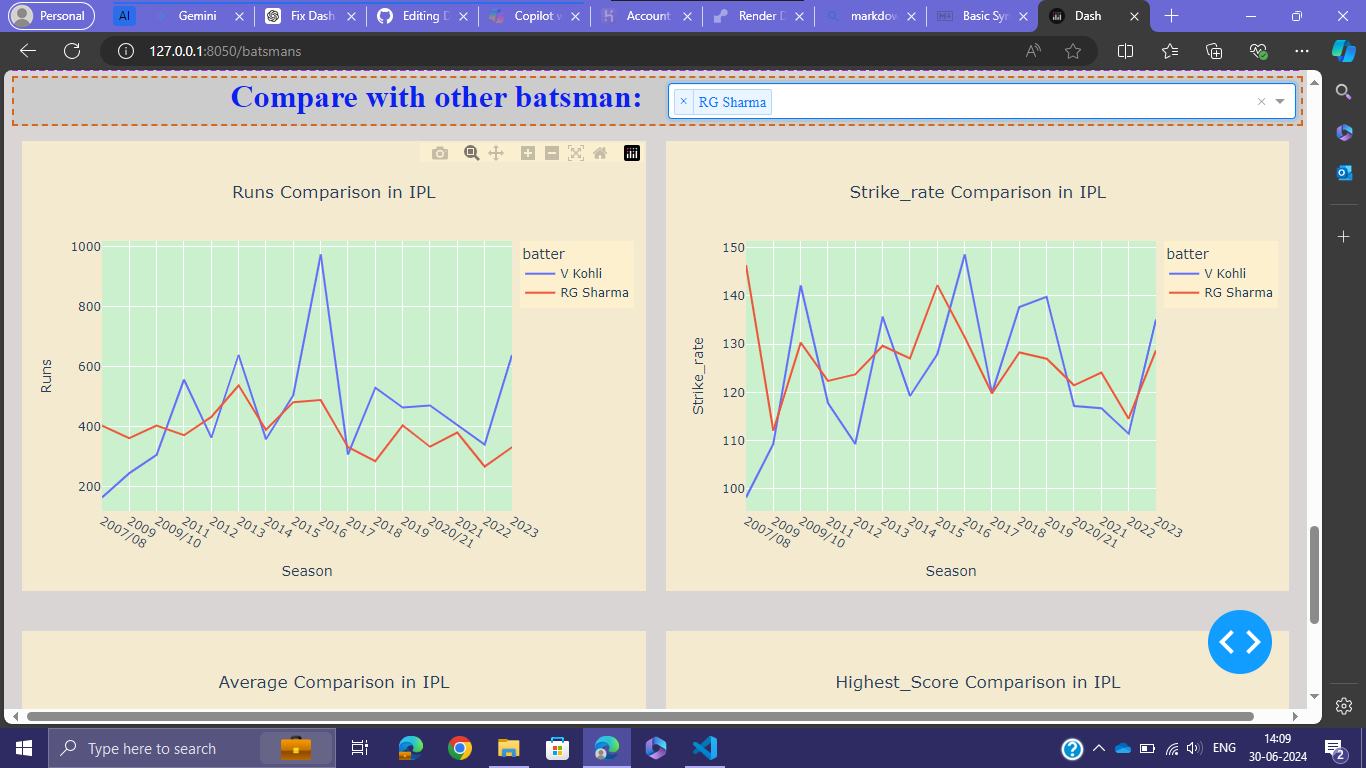 Personal
AI
Gemini
Fix Dash
Editing D
Copilot w
Account
Render D
markdow
Basic Syn
Dash
127.0.0.1:8050/batsmans
Compare with other batsman:
× RG Sharma
Runs Comparison in IPL
1000
800
600
400
200
Runs
2007/08
2009
2009/10
2011
2012
2013
2014
2015
2016
2017
2018
2019
2020/21
2021
2022
2023
Season
batter
V Kohli
RG Sharma
Strike_rate Comparison in IPL
150
140
130
120
110
100
Strike_rate
2007/08
2009
2009/10
2011
2012
2013
2014
2015
2016
2017
2018
2019
2020/21
2021
2022
2023
Season
batter
V Kohli
RG Sharma
Average Comparison in IPL
Highest_Score Comparison in IPL
Type here to search
ENG
14:09
30-06-2024
2